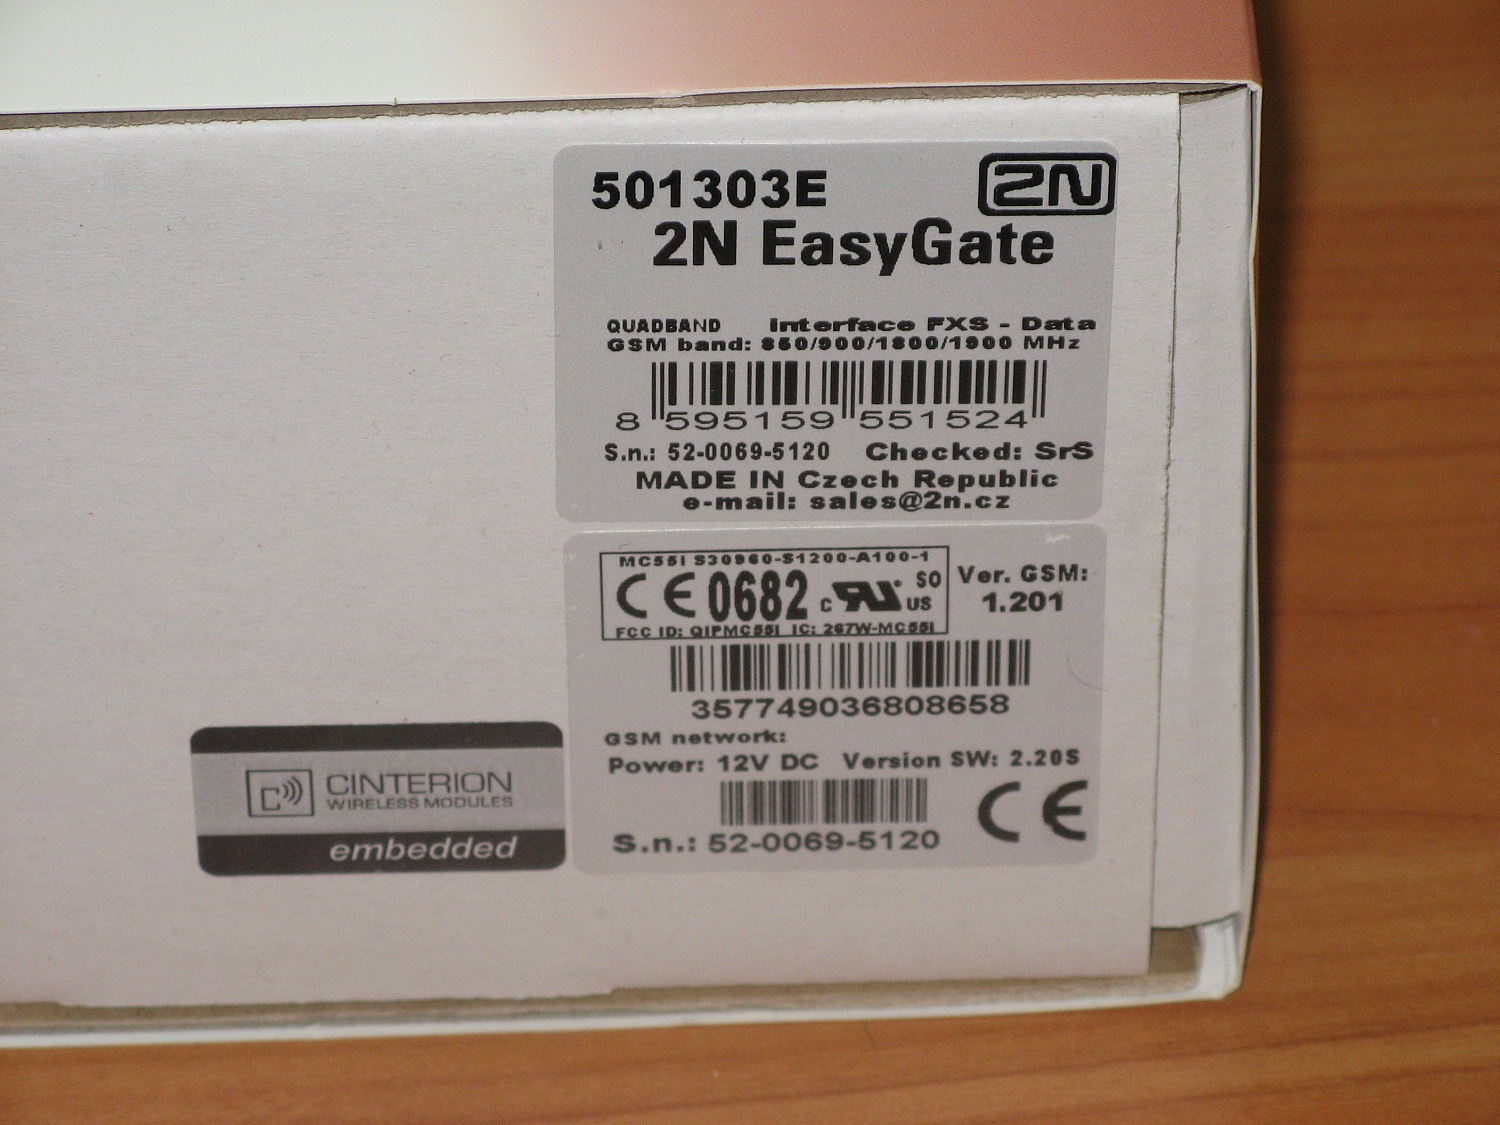 501303E 2N
2N EasyGate
QUADBAND Interface FXS - Data
GSM band: 850/900/1800/1900 MHz
8 595159 551524
S.n.: 52-0069-5120 Checked: SrS
MADE IN Czech Republic
e-mail: sales@2n.cz
MC55I S30960-S1200-A100-1
CE 0682 c RU US SO
FCC ID: QIPMC55I IC: 267W-MC55I
Ver. GSM:
1.201
357749036808658
GSM network:
Power: 12V DC Version SW: 2.20S
S.n.: 52-0069-5120 CE
CINTERION
WIRELESS MODULES
embedded